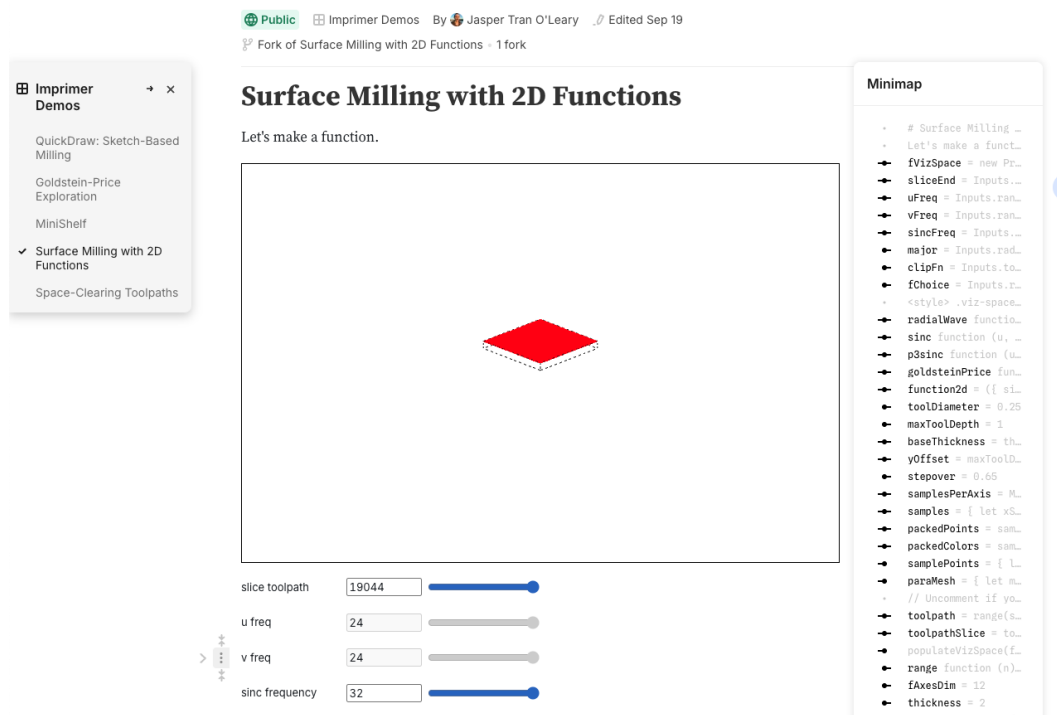 Public Imprimer Demos By Jasper Tran O'Leary Edited Sep 19
Fork of Surface Milling with 2D Functions • 1 fork
Imprimer
Demos
QuickDraw: Sketch-Based
Milling
Goldstein-Price
Exploration
MiniShelf
Surface Milling with 2D
Functions
Space-Clearing Toolpaths
Surface Milling with 2D Functions
Let's make a function.
slice toolpath 19044
u freq 24
v freq 24
sinc frequency 32
Minimap
# Surface Milling …
Let's make a funct…
fVizSpace = new Pr…
sliceEnd = Inputs.…
uFreq = Inputs.ran…
vFreq = Inputs.ran…
sincFreq = Inputs.…
major = Inputs.rad…
clipFn = Inputs.to…
fChoice = Inputs.r…
<style> .viz-space…
radialWave functio…
sinc function (u, …
p3sinc function (u…
goldsteinPrice fun…
function2d = ({ si…
toolDiameter = 0.25
maxToolDepth = 1
baseThickness = th…
yOffset = maxToolD…
stepover = 0.65
samplesPerAxis = M…
samples = { let xS…
packedPoints = sam…
packedColors = sam…
samplePoints = { l…
paraMesh = { let m…
// Uncomment if yo…
toolpath = range(s…
toolpathSlice = to…
populateVizSpace(f…
range function (n)…
fAxesDim = 12
thickness = 2